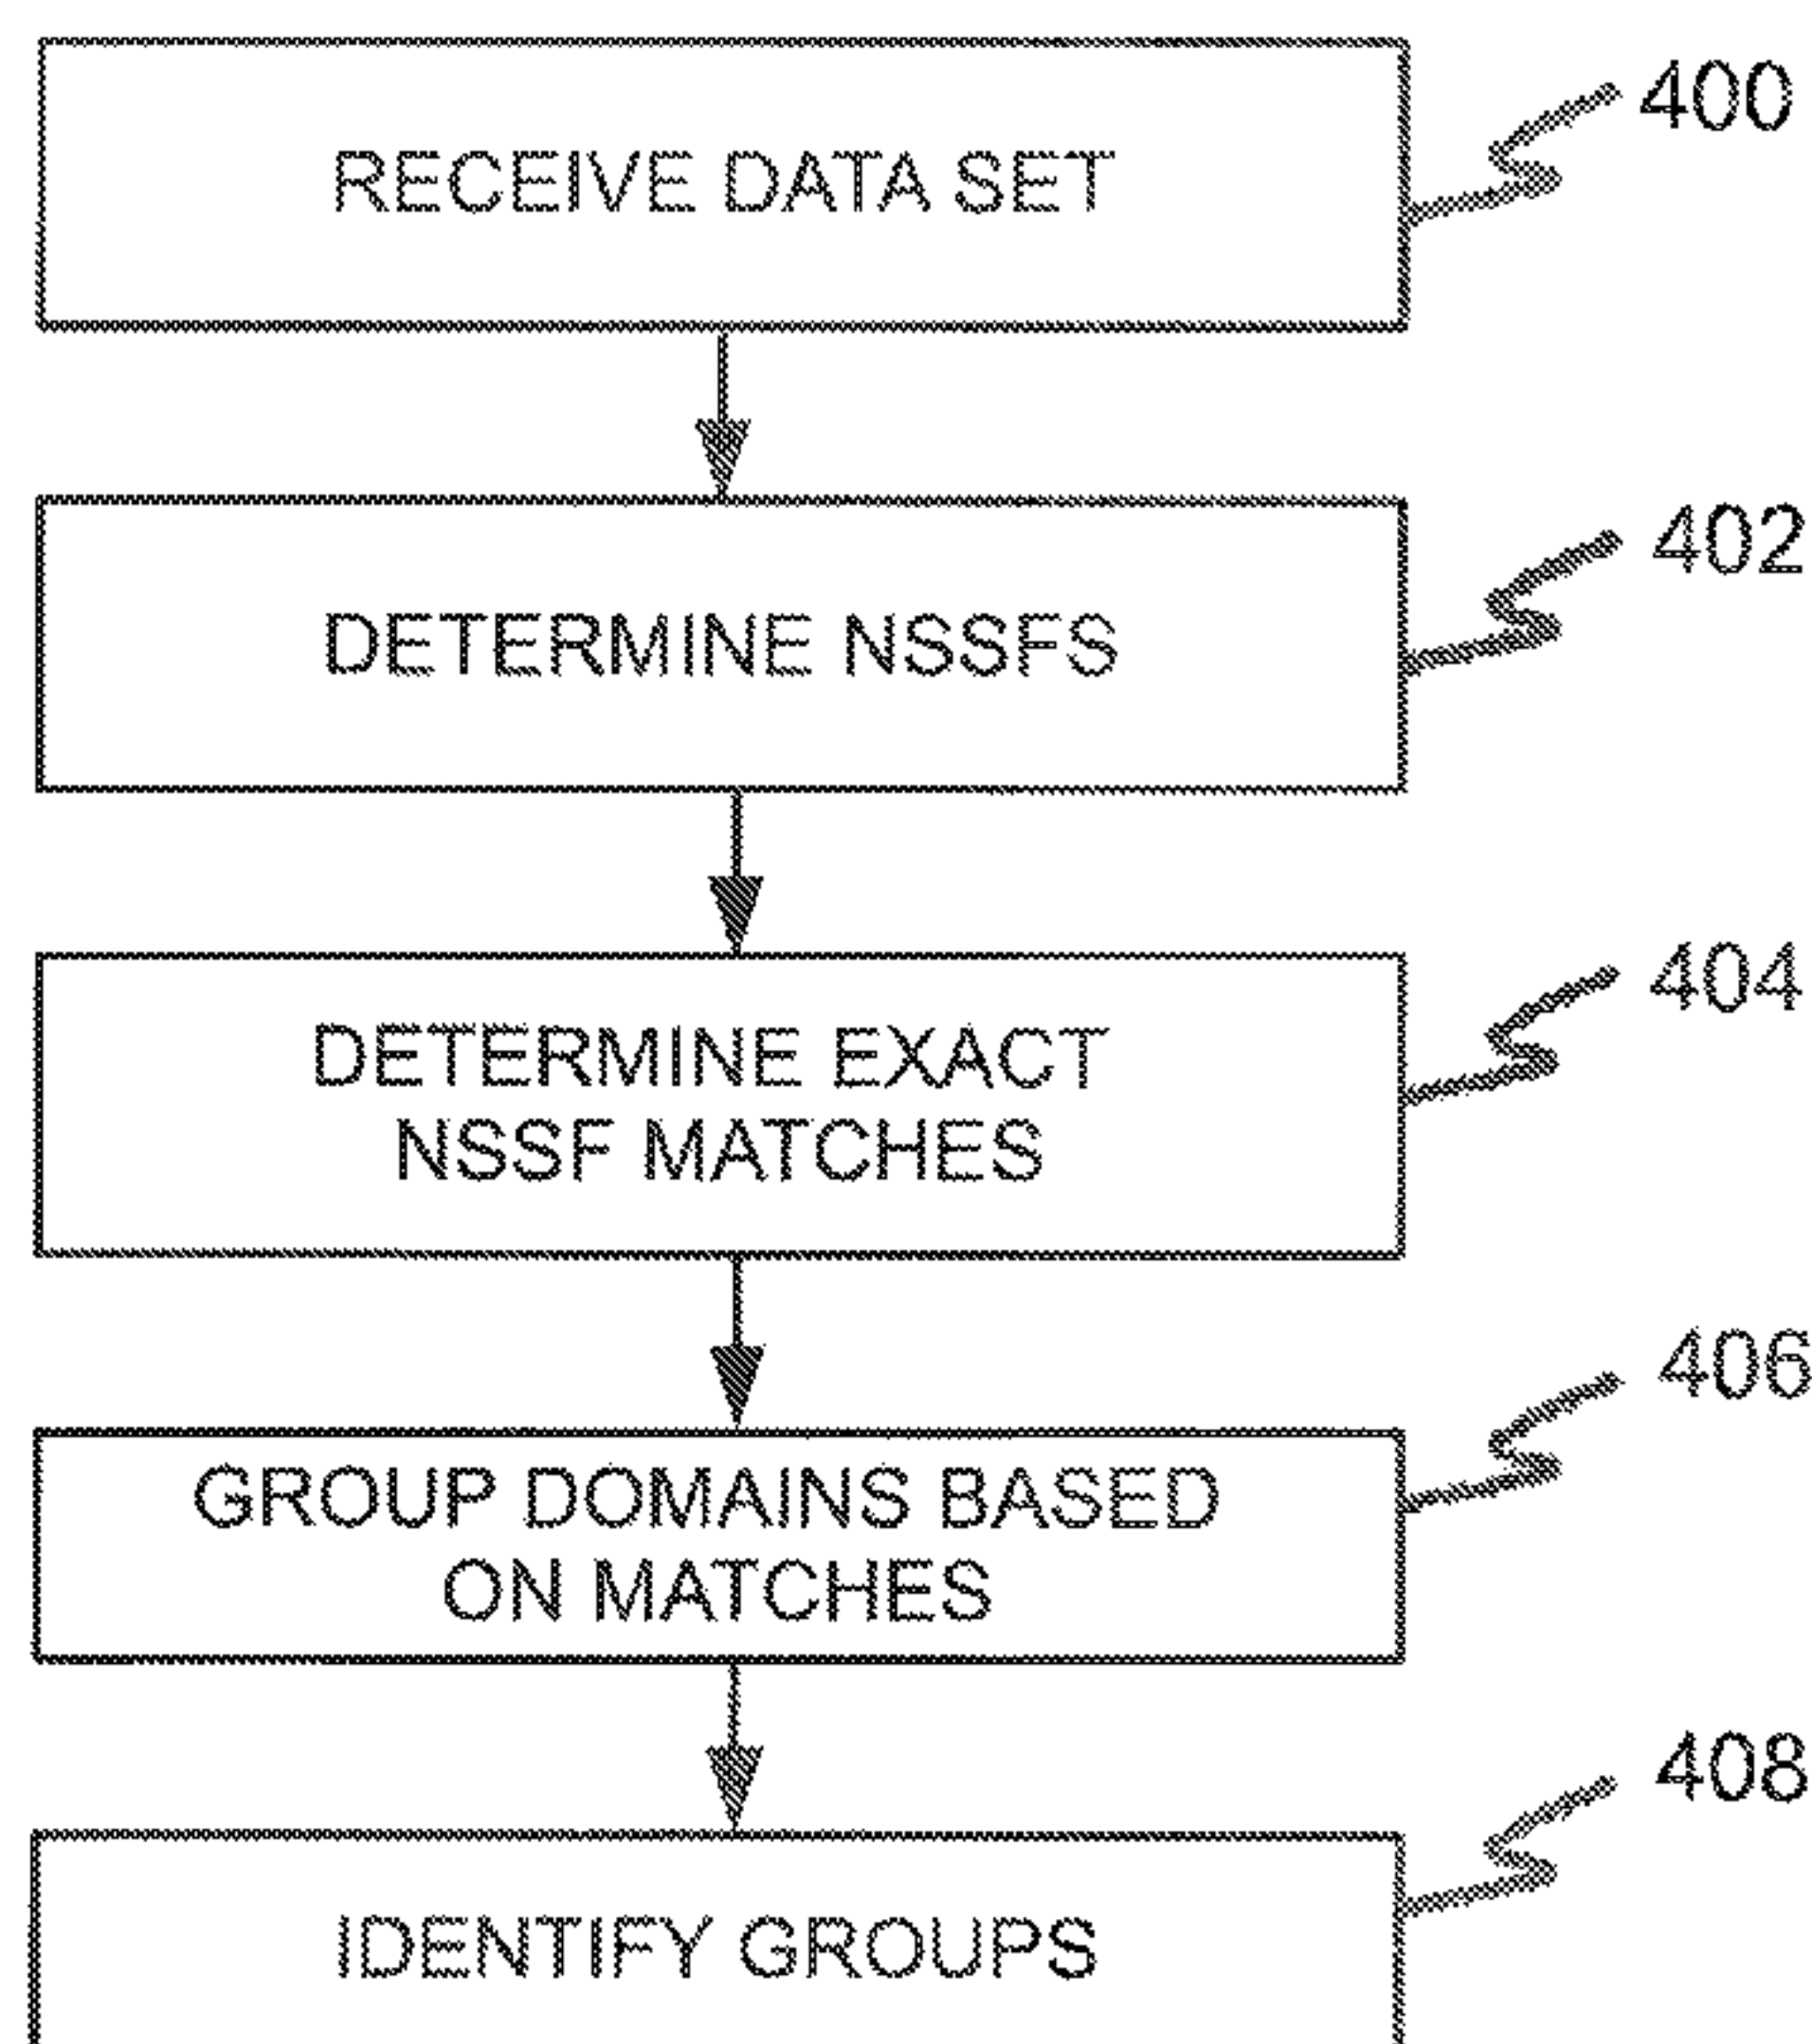 RECEIVE DATA SET
400
DETERMINE NSSFS
402
DETERMINE EXACT
NSSF MATCHES
404
GROUP DOMAINS BASED
ON MATCHES
406
IDENTIFY GROUPS
408